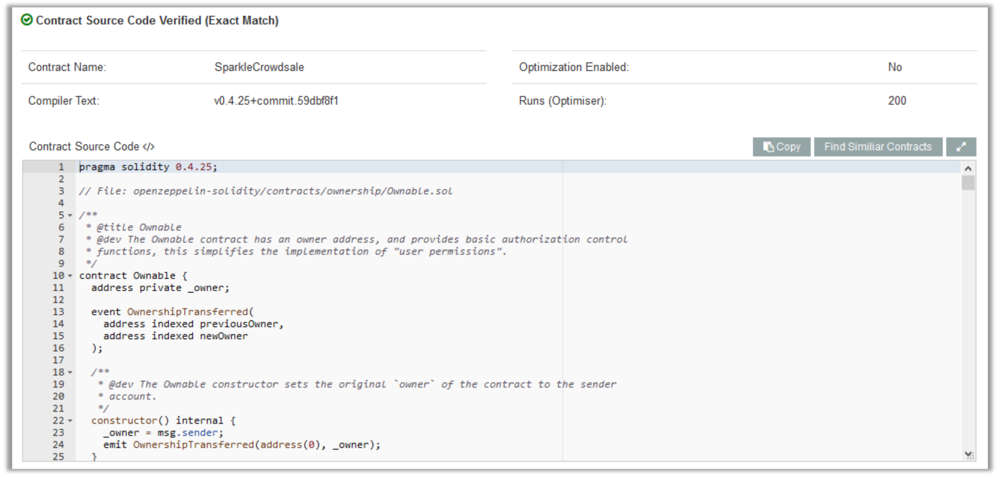 Contract Source Code Verified (Exact Match)
Contract Name: SparkleCrowdsale Optimization Enabled: No
Compiler Text: v0.4.25+commit.59dbf8f1 Runs (Optimiser): 200
Contract Source Code </> Copy Find Similiar Contracts
1 pragma solidity 0.4.25;
2
3 // File: openzeppelin-solidity/contracts/ownership/Ownable.sol
4
5 /**
6  * @title Ownable
7  * @dev The Ownable contract has an owner address, and provides basic authorization control
8  * functions, this simplifies the implementation of "user permissions".
9  */
10 contract Ownable {
11   address private _owner;
12
13   event OwnershipTransferred(
14     address indexed previousOwner,
15     address indexed newOwner
16   );
17
18   /**
19    * @dev The Ownable constructor sets the original `owner` of the contract to the sender
20    * account.
21    */
22   constructor() internal {
23     _owner = msg.sender;
24     emit OwnershipTransferred(address(0), _owner);
25   }